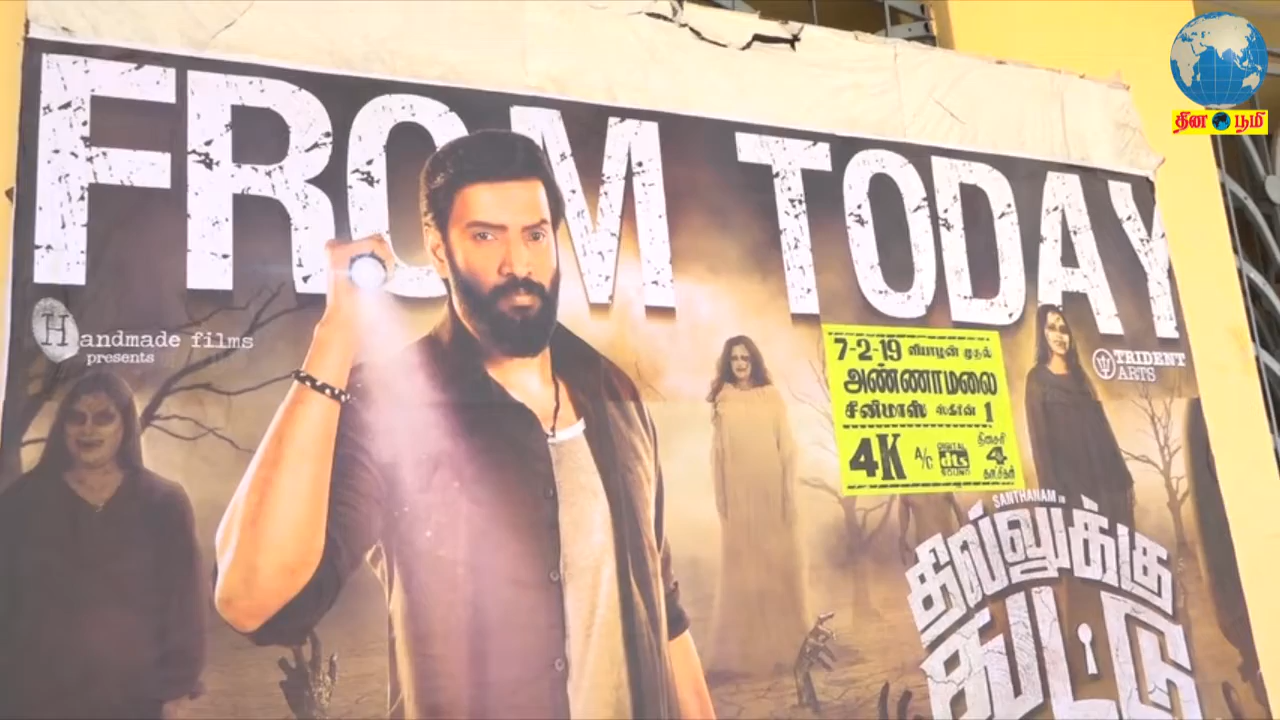 தின பூமி
FROM TODAY
Handmade films
presents
TRIDENT
ARTS
7-2-19 வியாழன் முதல்
அண்ணாமலை
சினிமாஸ் ஸ்கிரீன் 1
4K A/C DIGITAL dts SOUND தினசரி 4 காட்சிகள்
SANTHANAM IN
தில்லுக்கு
துட்டு